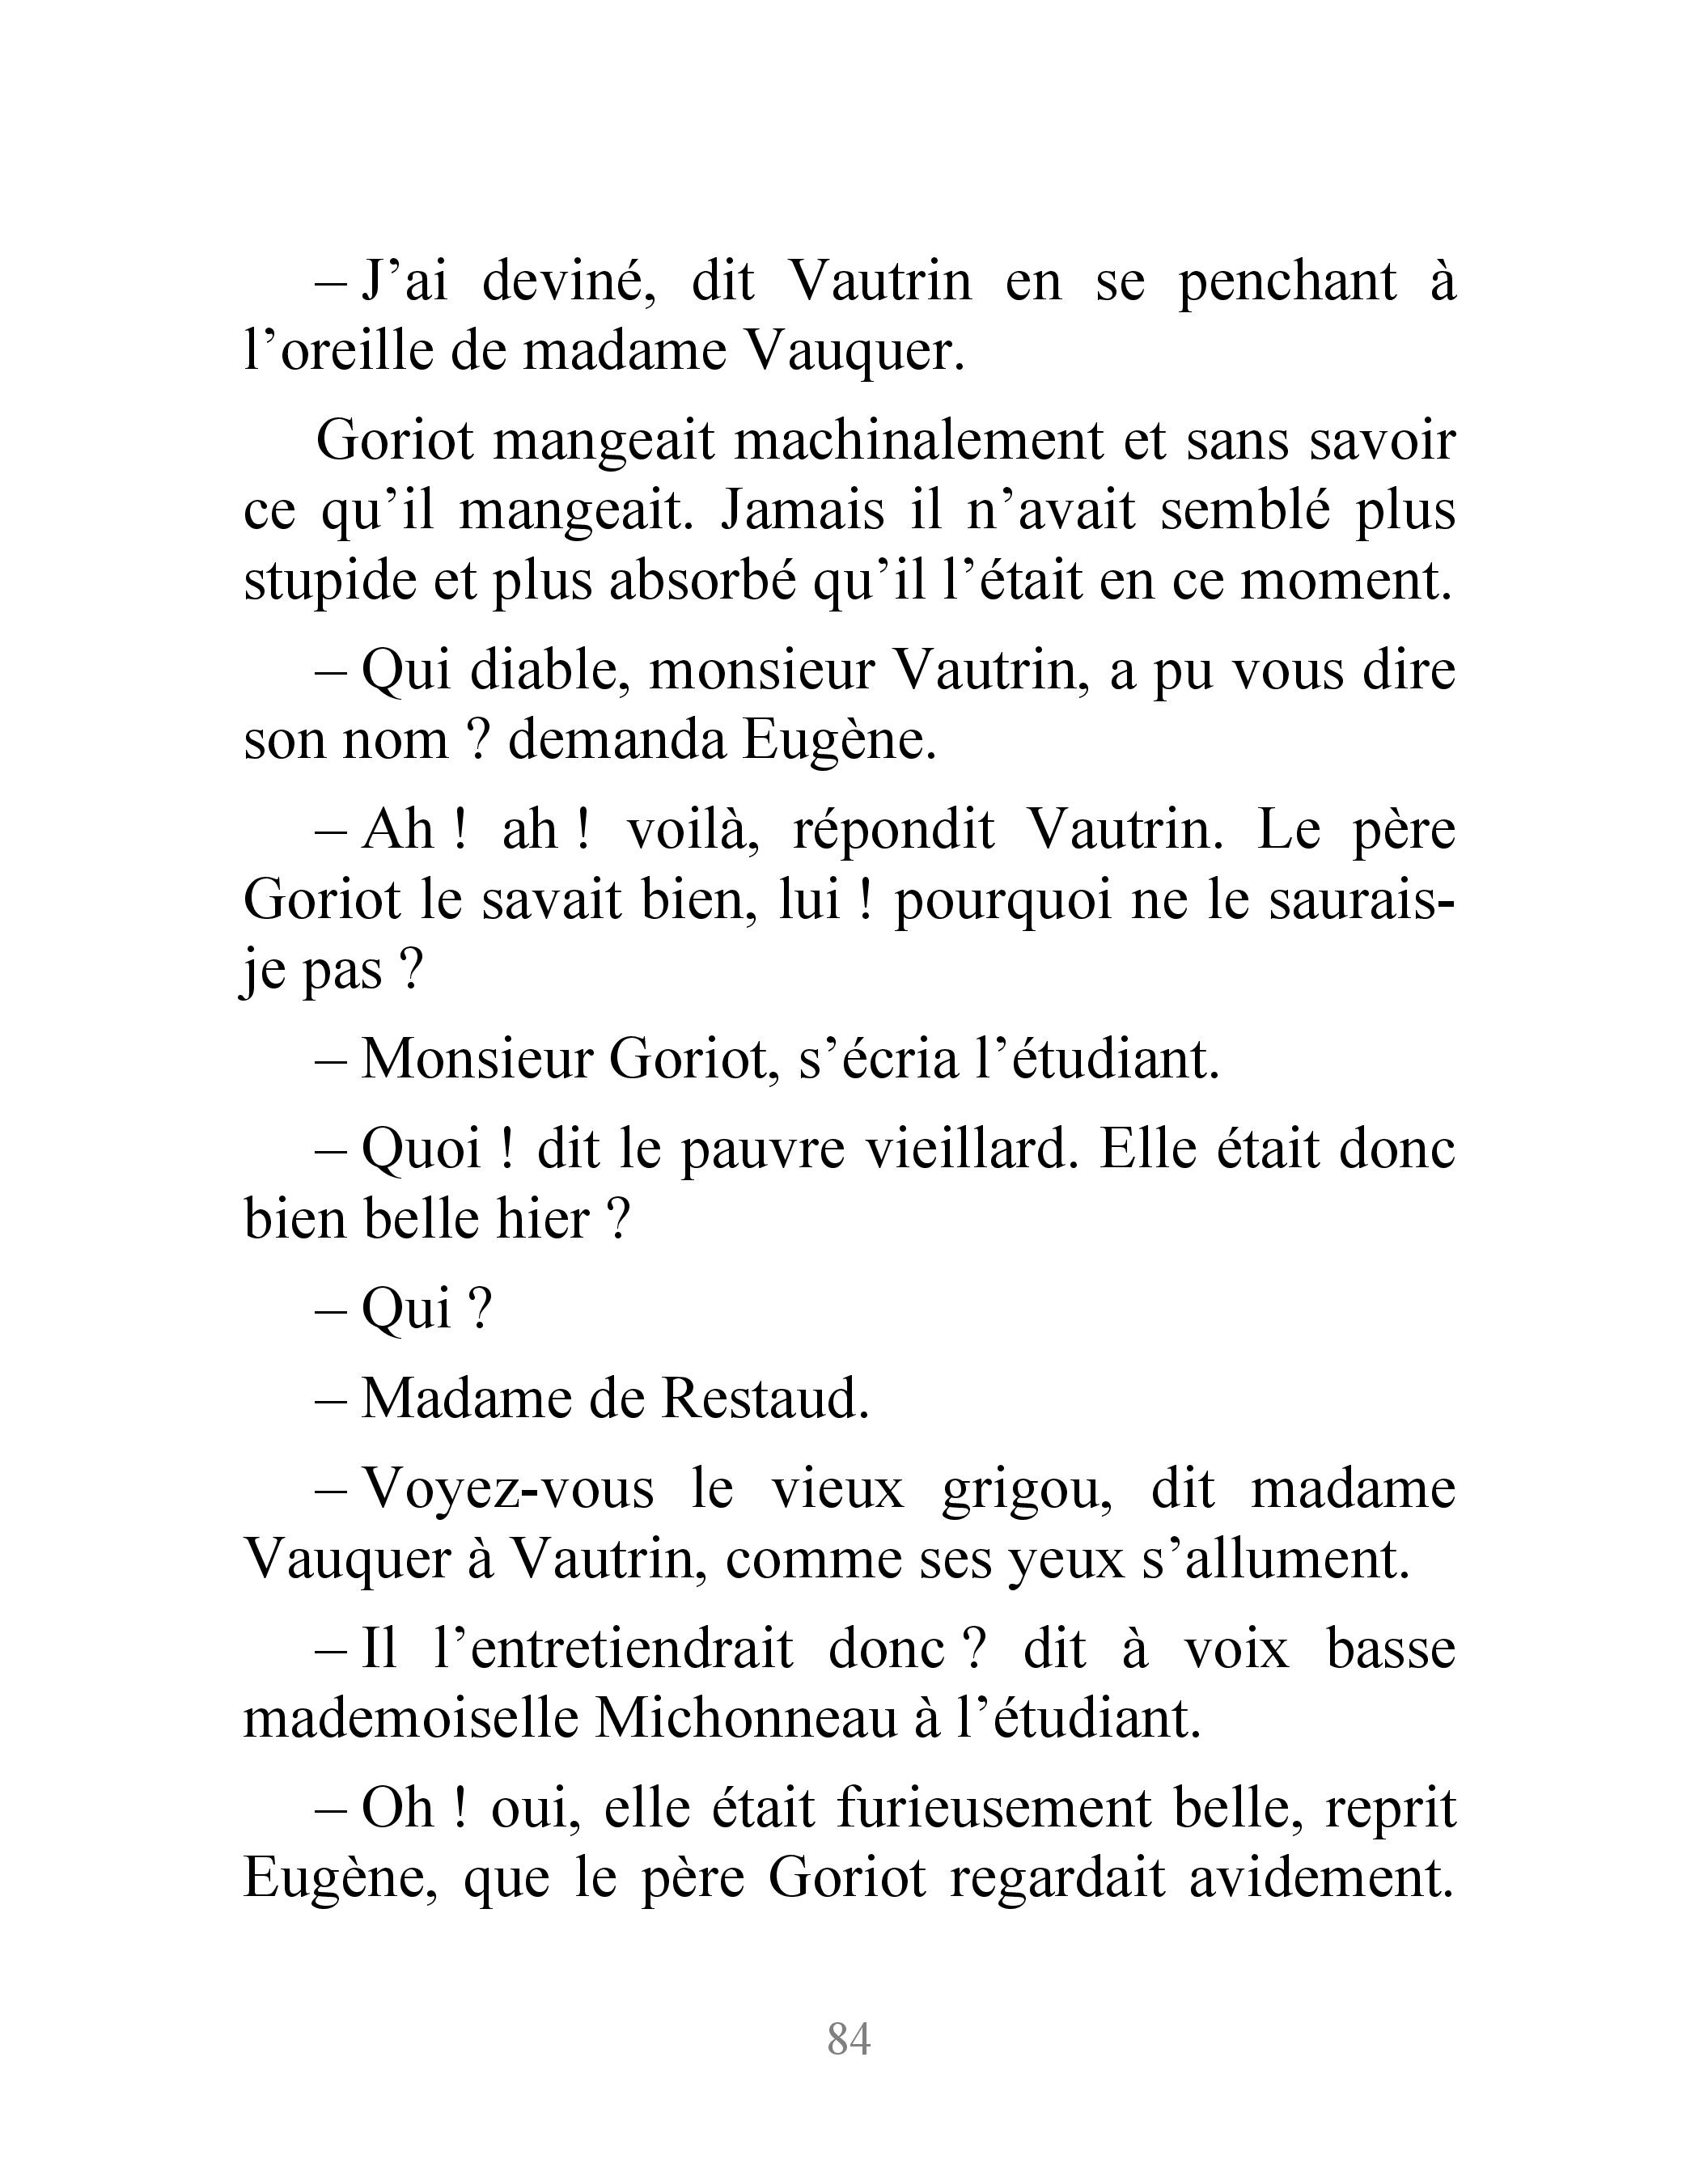 – J’ai deviné, dit Vautrin en se penchant à
l’oreille de madame Vauquer.
Goriot mangeait machinalement et sans savoir
ce qu’il mangeait. Jamais il n’avait semblé plus
stupide et plus absorbé qu’il l’était en ce moment.
– Qui diable, monsieur Vautrin, a pu vous dire
son nom ? demanda Eugène.
– Ah ! ah ! voilà, répondit Vautrin. Le père
Goriot le savait bien, lui ! pourquoi ne le saurais-
je pas ?
– Monsieur Goriot, s’écria l’étudiant.
– Quoi ! dit le pauvre vieillard. Elle était donc
bien belle hier ?
– Qui ?
– Madame de Restaud.
– Voyez-vous le vieux grigou, dit madame
Vauquer à Vautrin, comme ses yeux s’allument.
– Il l’entretiendrait donc ? dit à voix basse
mademoiselle Michonneau à l’étudiant.
– Oh ! oui, elle était furieusement belle, reprit
Eugène, que le père Goriot regardait avidement.
84